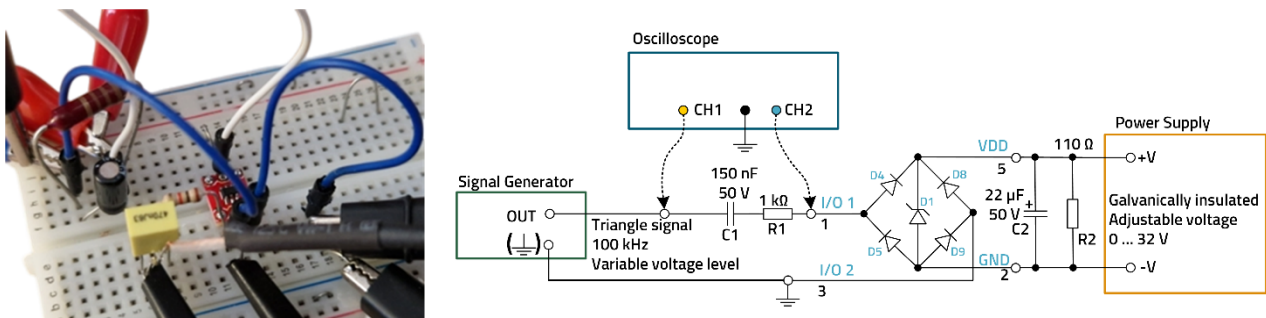 470nJ63
Oscilloscope
CH1
CH2
Power Supply
VDD
5
110 Ω
+V
Signal Generator
OUT
150 nF
50 V
1 kΩ
I/O 1
1
D4
D8
D1
D5
D9
22 µF
50 V
+
C2
R2
Galvanically insulated
Adjustable voltage
0 ... 32 V
Triangle signal
100 kHz
Variable voltage level
C1
R1
I/O 2
3
GND
2
-V